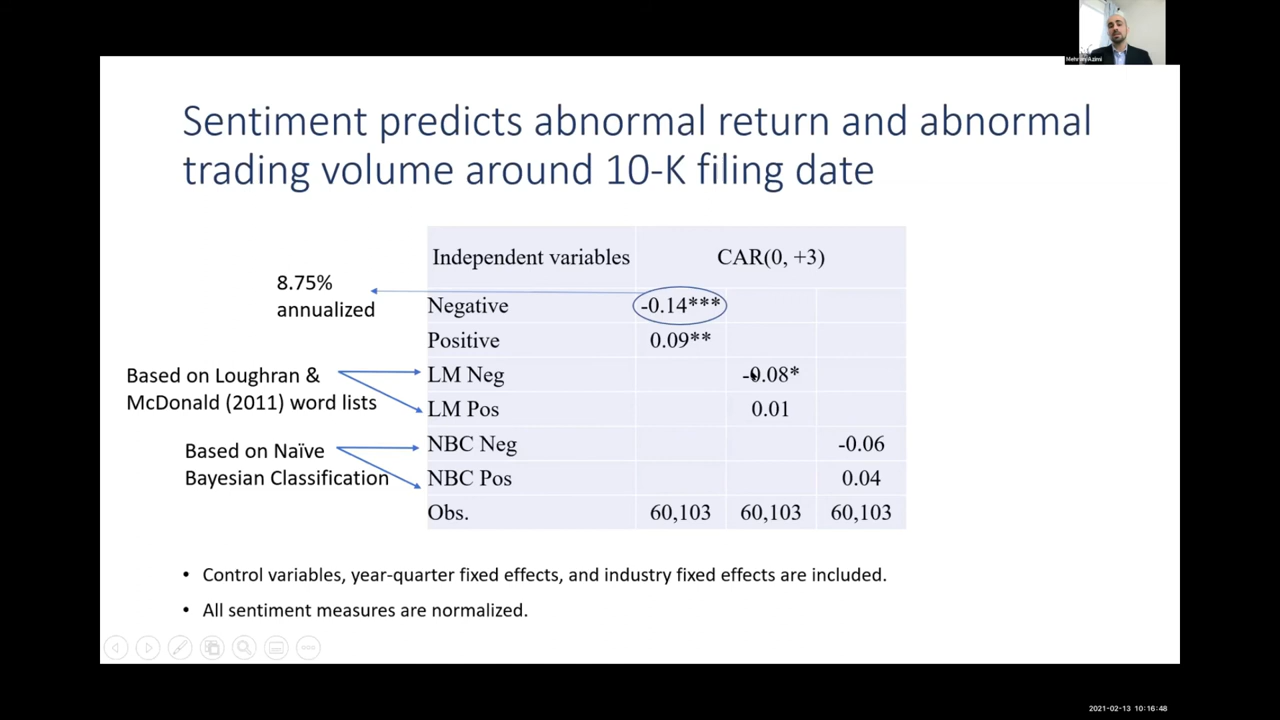 Mehran Azimi
Sentiment predicts abnormal return and abnormal
trading volume around 10-K filing date
Independent variables CAR(0, +3)
8.75%
annualized
Negative -0.14***
Positive 0.09**
Based on Loughran &
McDonald (2011) word lists
LM Neg -0.08*
LM Pos 0.01
Based on Naïve
Bayesian Classification
NBC Neg -0.06
NBC Pos 0.04
Obs. 60,103 60,103 60,103
• Control variables, year-quarter fixed effects, and industry fixed effects are included.
• All sentiment measures are normalized.
2021-02-13 10:16:48